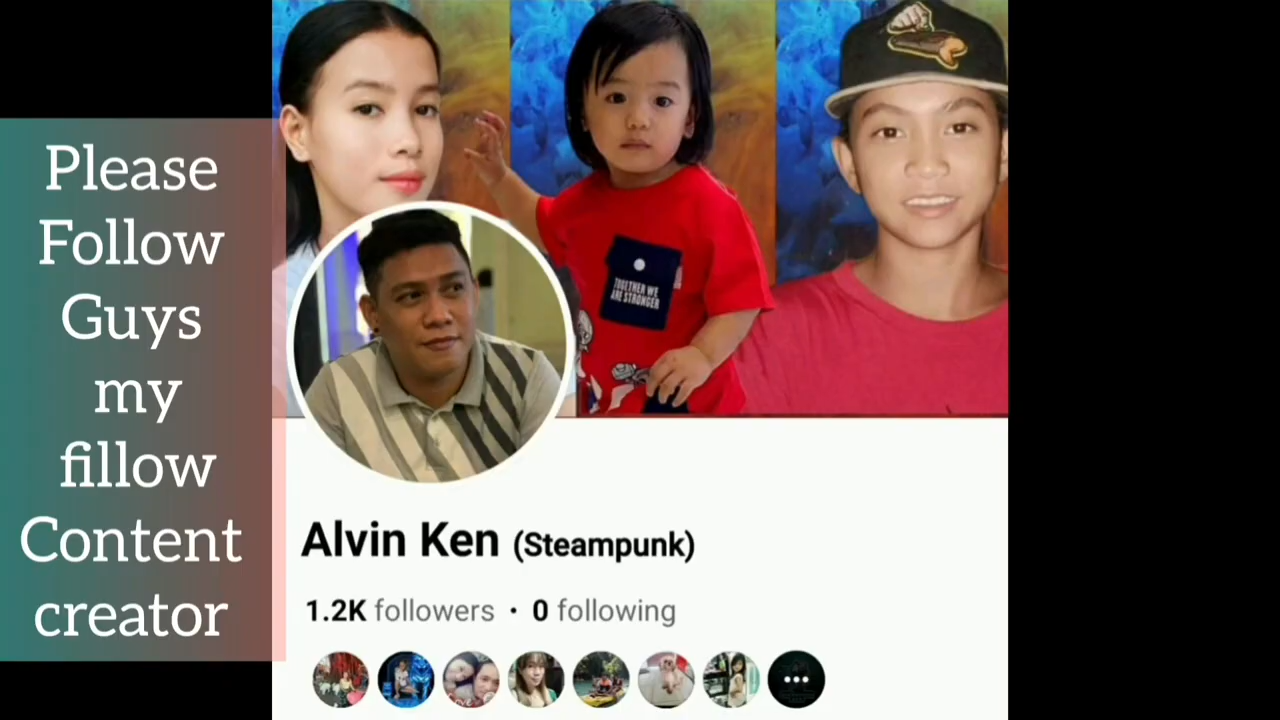 Please
Follow
Guys
my
fillow
Content
creator
TOGETHER WE
ARE STRONGER
Alvin Ken (Steampunk)
1.2K followers · 0 following